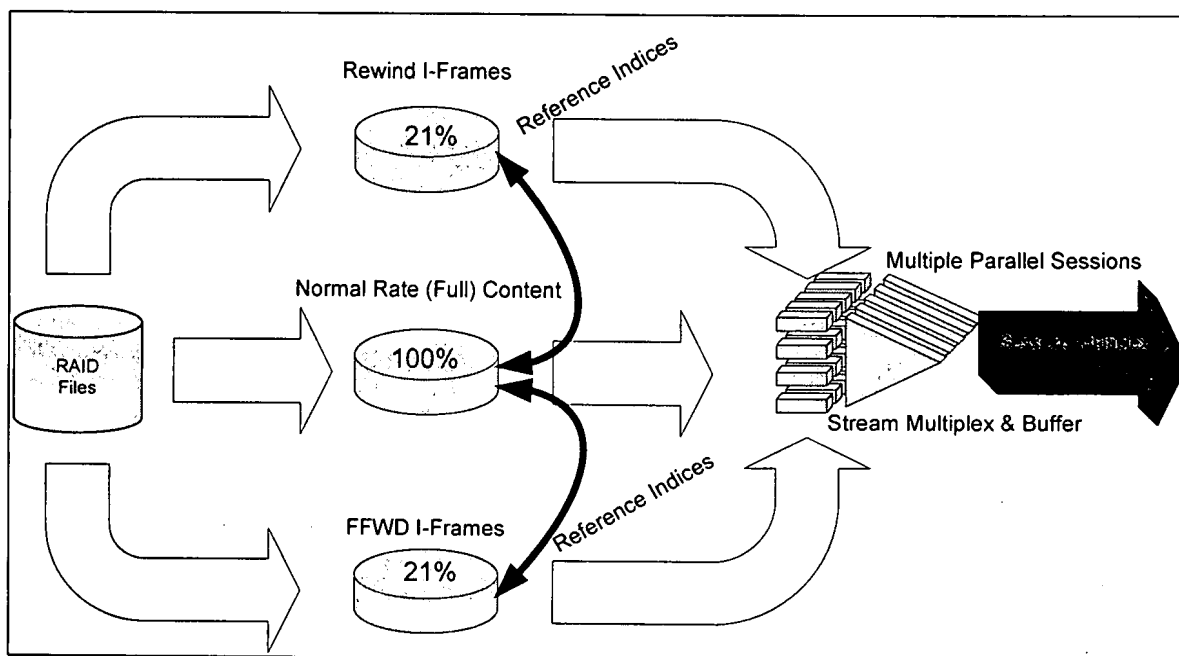 Rewind I-Frames
Reference Indices
21%
Multiple Parallel Sessions
Normal Rate (Full) Content
100%
RAID
Files
Stream Multiplex & Buffer
Reference Indices
FFWD I-Frames
21%